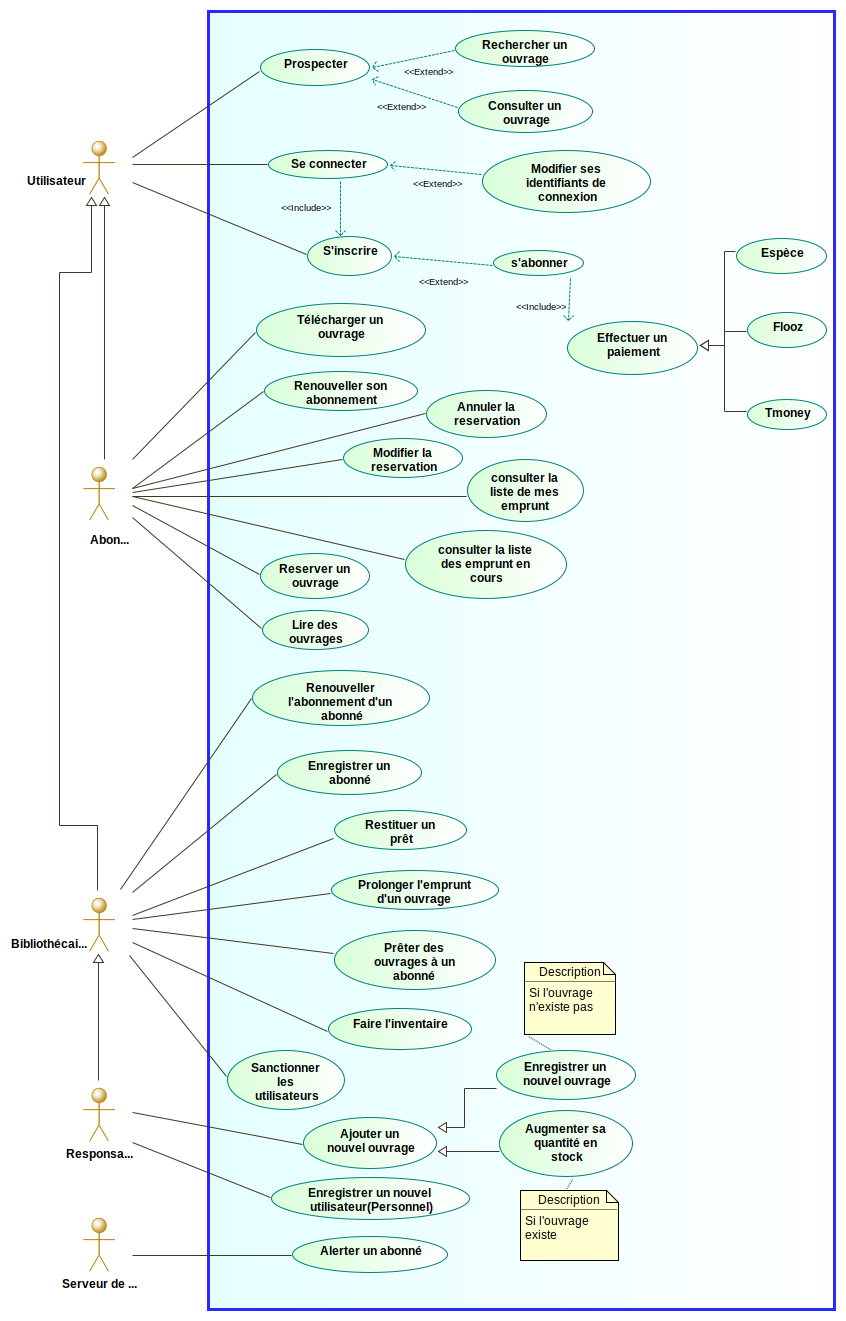 Prospecter
Rechercher un
ouvrage
<<Extend>>
<<Extend>>
Consulter un
ouvrage
Utilisateur
Se connecter
<<Extend>>
Modifier ses
identifiants de
connexion
<<Include>>
S'inscrire
<<Extend>>
s'abonner
<<Include>>
Effectuer un
paiement
Espèce
Flooz
Tmoney
Télécharger un
ouvrage
Renouveller son
abonnement
Annuler la
reservation
Modifier la
reservation
consulter la
liste de mes
emprunt
Abon...
consulter la liste
des emprunt en
cours
Reserver un
ouvrage
Lire des
ouvrages
Renouveller
l'abonnement d'un
abonné
Enregistrer un
abonné
Restituer un
prêt
Prolonger l'emprunt
d'un ouvrage
Bibliothécai...
Prêter des
ouvrages à un
abonné
Description
Si l'ouvrage
n'existe pas
Faire l'inventaire
Sanctionner
les
utilisateurs
Enregistrer un
nouvel ouvrage
Responsa...
Ajouter un
nouvel ouvrage
Augmenter sa
quantité en
stock
Enregistrer un nouvel
utilisateur(Personnel)
Description
Si l'ouvrage
existe
Serveur de ...
Alerter un abonné